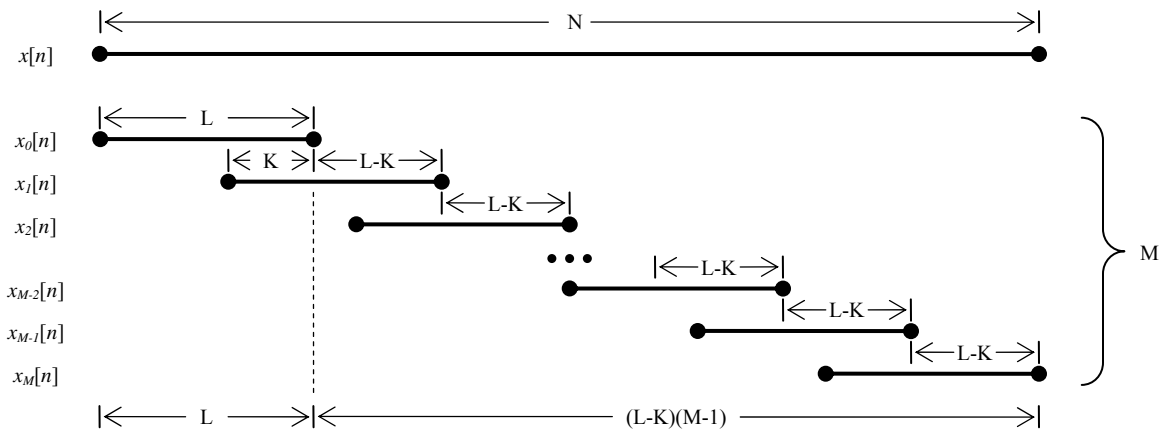 N
x[n]
L
x0[n]
K
L-K
x1[n]
L-K
x2[n]
M
L-K
xM-2[n]
L-K
xM-1[n]
L-K
xM[n]
L
(L-K)(M-1)